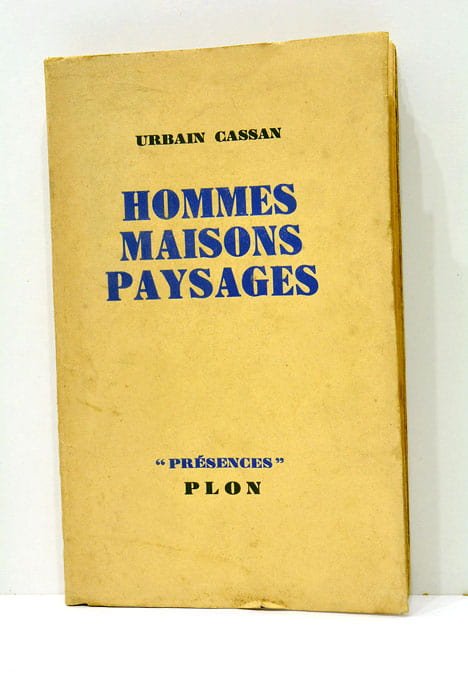 URBAIN CASSAN
HOMMES
MAISONS
PAYSAGES
“PRÉSENCES”
PLON